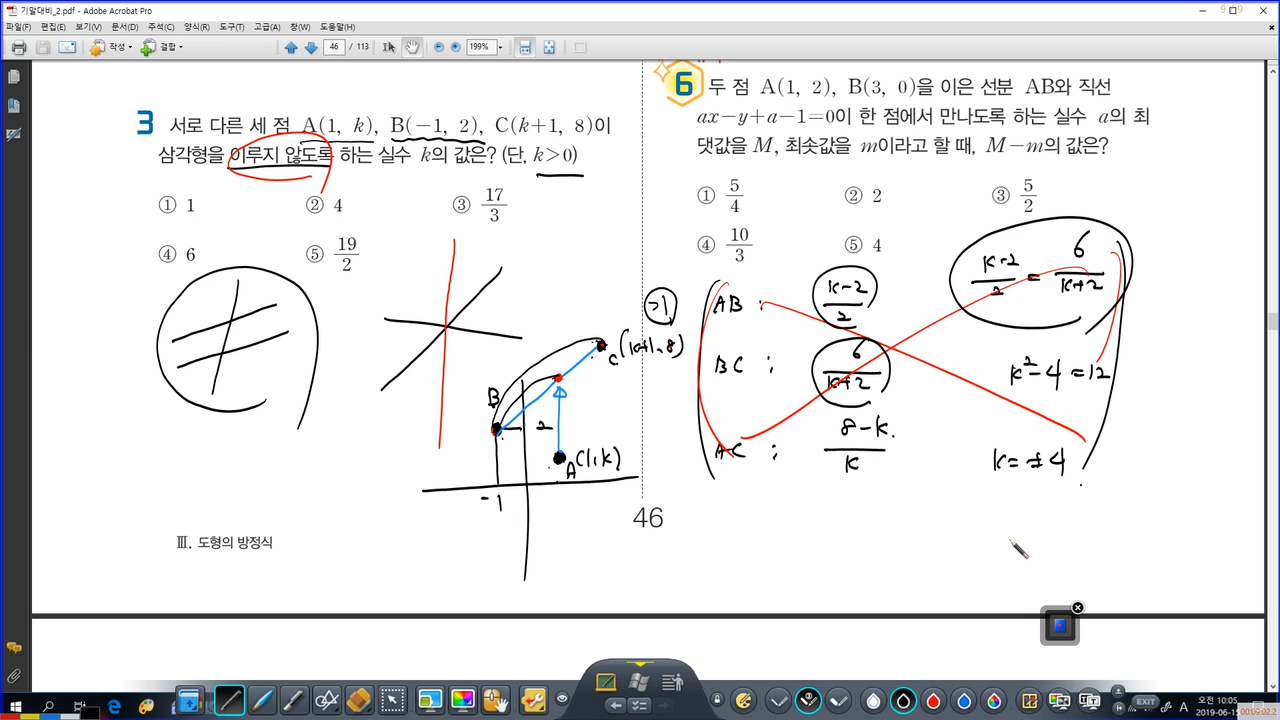 기말대비_2.pdf - Adobe Acrobat Pro
파일(F) 편집(E) 보기(V) 문서(D) 주석(C) 양식(R) 도구(T) 고급(A) 창(W) 도움말(H)
작성 결합 46 / 113 199%
3 서로 다른 세 점 A(1, k), B(−1, 2), C(k+1, 8)이
삼각형을 이루지 않도록 하는 실수 k의 값은? (단, k>0)
① 1 ② 4 ③ 17/3
④ 6 ⑤ 19/2
>1
C(k+1, 8)
B
2
A(1, k)
-1
Ⅲ. 도형의 방정식
46
6 두 점 A(1, 2), B(3, 0)을 이은 선분 AB와 직선
ax−y+a−1=0이 한 점에서 만나도록 하는 실수 a의 최
댓값을 M, 최솟값을 m이라고 할 때, M−m의 값은?
① 5/4 ② 2 ③ 5/2
④ 10/3 ⑤ 4
AB : k-2/2
k-2/2 = 6/k+2
BC : 6/k+2
k²-4=12
AC : 8-k/k
k=±4
EXIT
A
오전 10:05